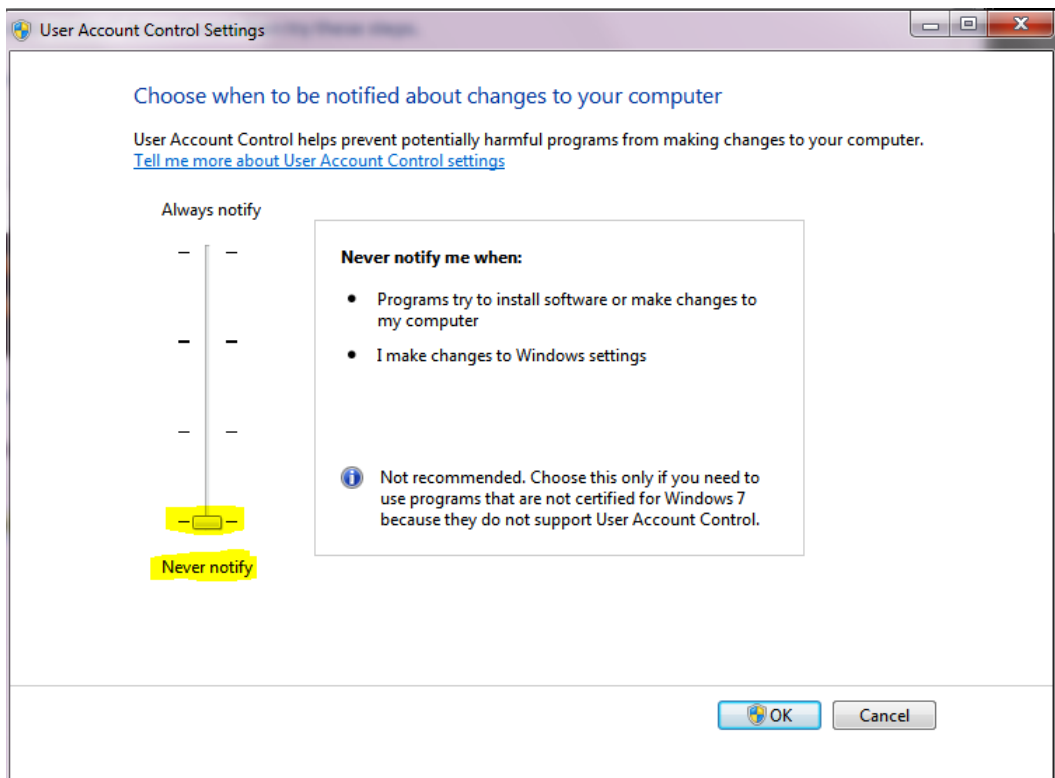 User Account Control Settings
Choose when to be notified about changes to your computer
User Account Control helps prevent potentially harmful programs from making changes to your computer.
Tell me more about User Account Control settings
Always notify
Never notify me when:
Programs try to install software or make changes to
my computer
I make changes to Windows settings
Not recommended. Choose this only if you need to
use programs that are not certified for Windows 7
because they do not support User Account Control.
Never notify
OK
Cancel